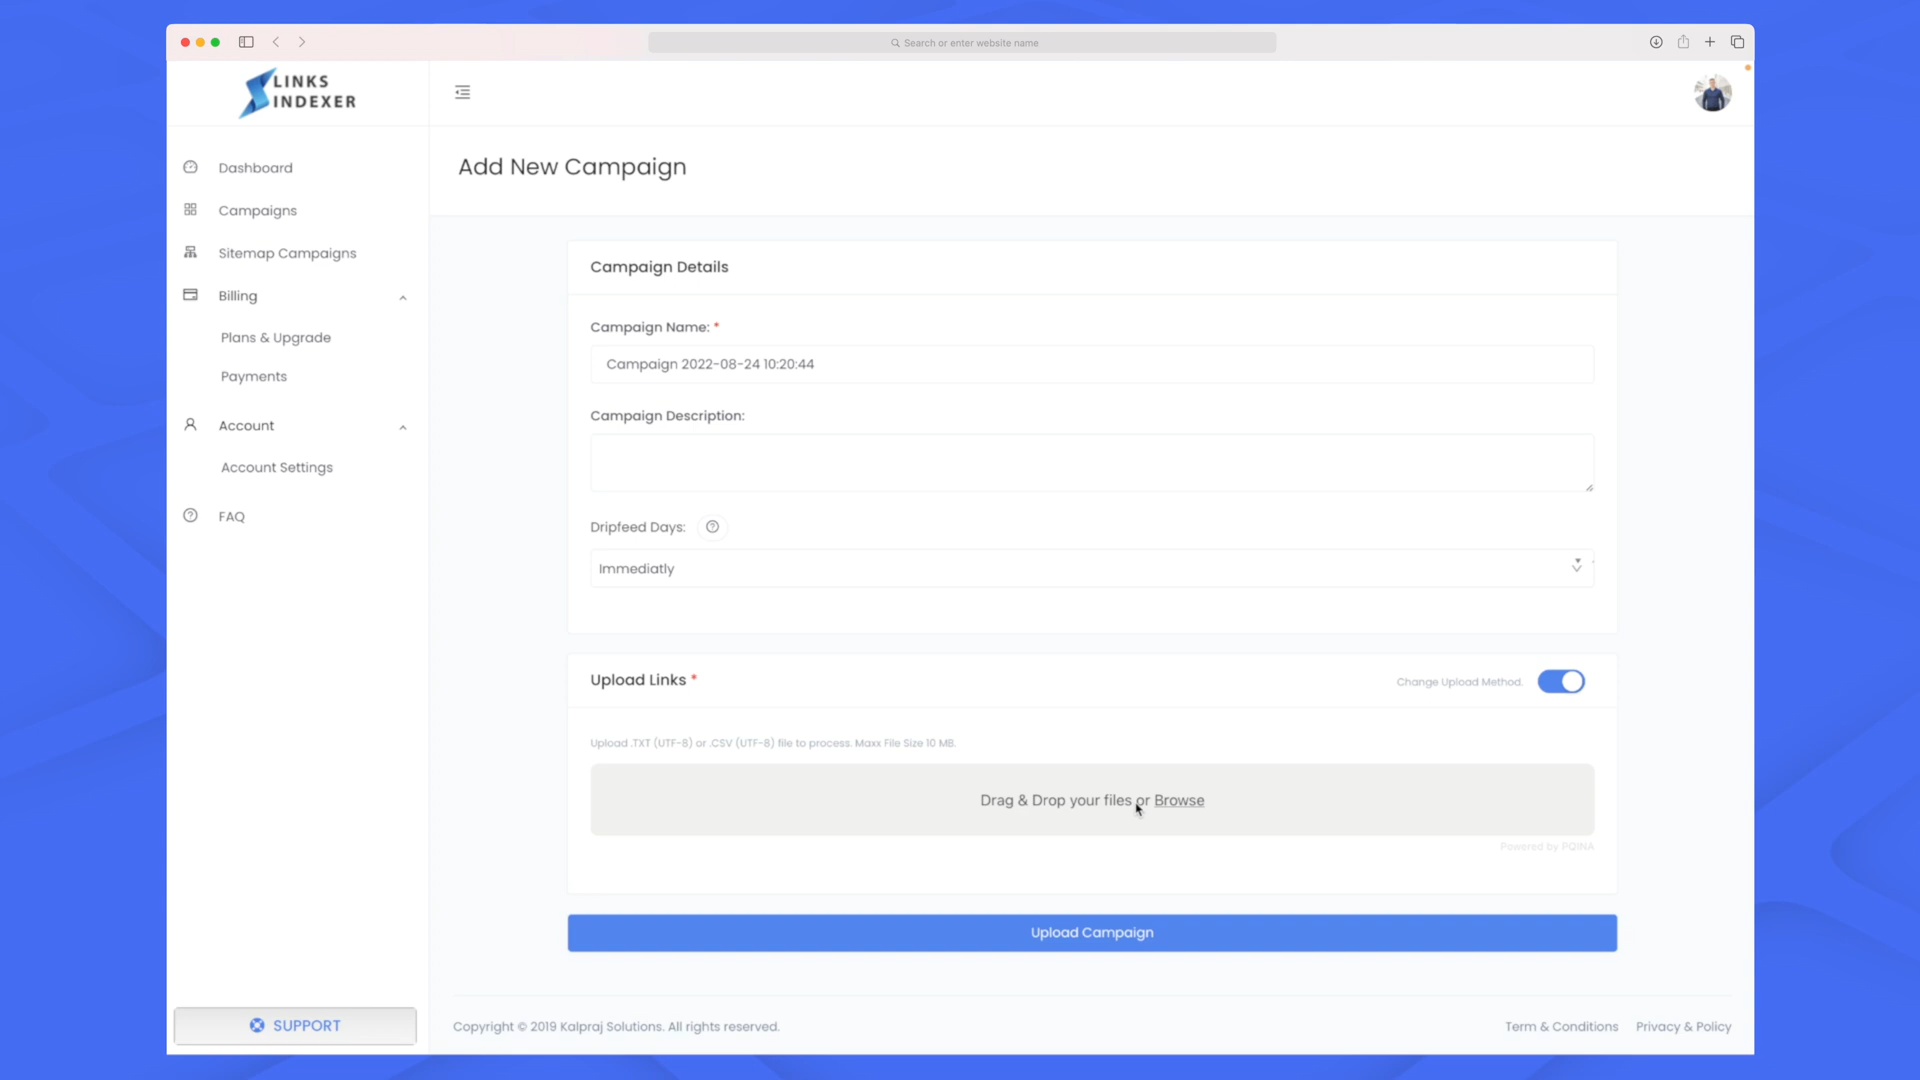 Search or enter website name
LINKS
INDEXER
Dashboard
Campaigns
Sitemap Campaigns
Billing
Plans & Upgrade
Payments
Account
Account Settings
FAQ
SUPPORT
Add New Campaign
Campaign Details
Campaign Name: *
Campaign 2022-08-24 10:20:44
Campaign Description:
Dripfeed Days:
Immediatly
Upload Links *
Change Upload Method.
Upload .TXT (UTF-8) or .CSV (UTF-8) file to process. Maxx File Size 10 MB.
Drag & Drop your files or Browse
Powered by PQINA
Upload Campaign
Copyright © 2019 Kalpraj Solutions. All rights reserved.
Term & Conditions
Privacy & Policy